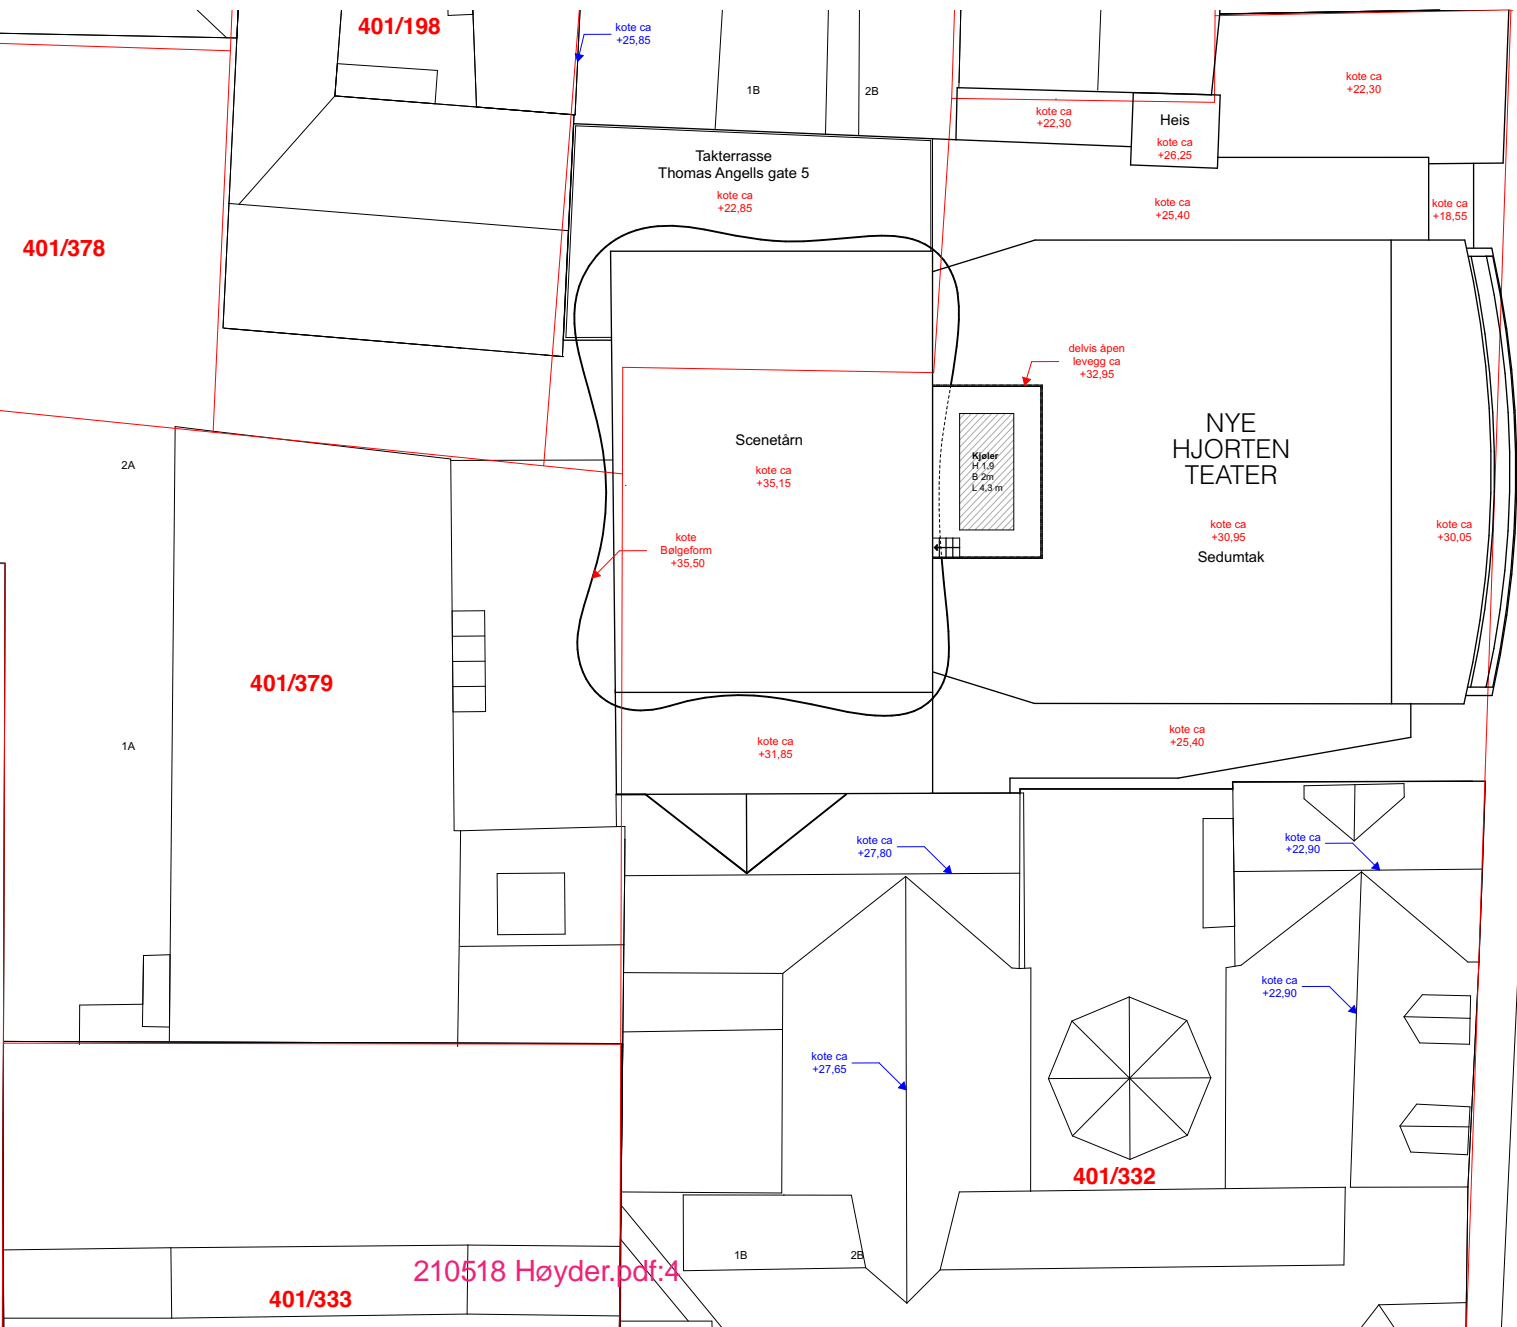 401/198
kote ca
+25,85
1B
2B
kote ca
+22,30
kote ca
+22,30
Heis
kote ca
+26,25
Takterrasse
Thomas Angells gate 5
kote ca
+22,85
kote ca
+25,40
kote ca
+18,55
401/378
delvis åpen
levegg ca
+32,95
NYE
HJORTEN
TEATER
Scenetårn
kote ca
+35,15
2A
Kjøler
H 1,9
B 2m
L 4,3 m
kote ca
+30,95
Sedumtak
kote ca
+30,05
kote
Bølgeform
+35,50
401/379
1A
kote ca
+31,85
kote ca
+25,40
kote ca
+27,80
kote ca
+22,90
kote ca
+22,90
kote ca
+27,65
401/332
1B
2B
210518 Høyder.pdf:4
401/333